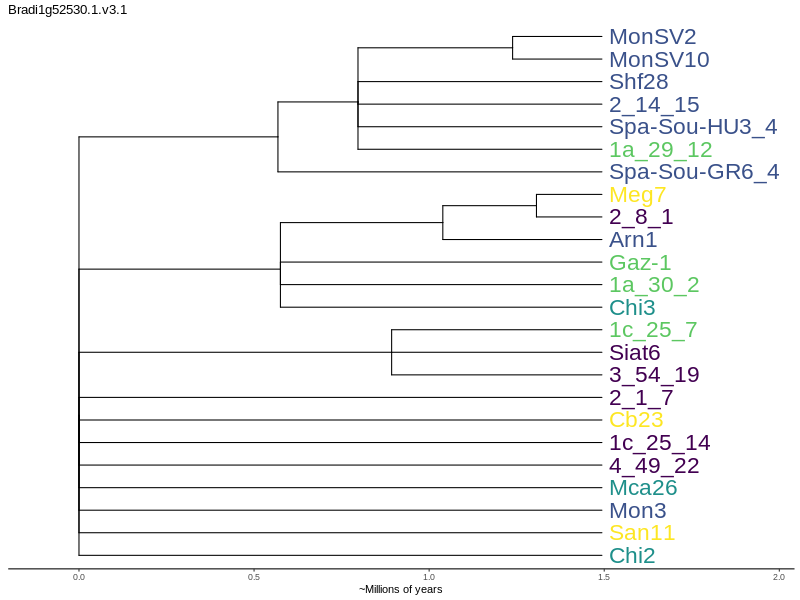 Bradi1g52530.1.v3.1
MonSV2
MonSV10
Shf28
2_14_15
Spa-Sou-HU3_4
1a_29_12
Spa-Sou-GR6_4
Meg7
2_8_1
Arn1
Gaz-1
1a_30_2
Chi3
1c_25_7
Siat6
3_54_19
2_1_7
Cb23
1c_25_14
4_49_22
Mca26
Mon3
San11
Chi2
0.0 0.5 1.0 1.5 2.0
~Millions of years